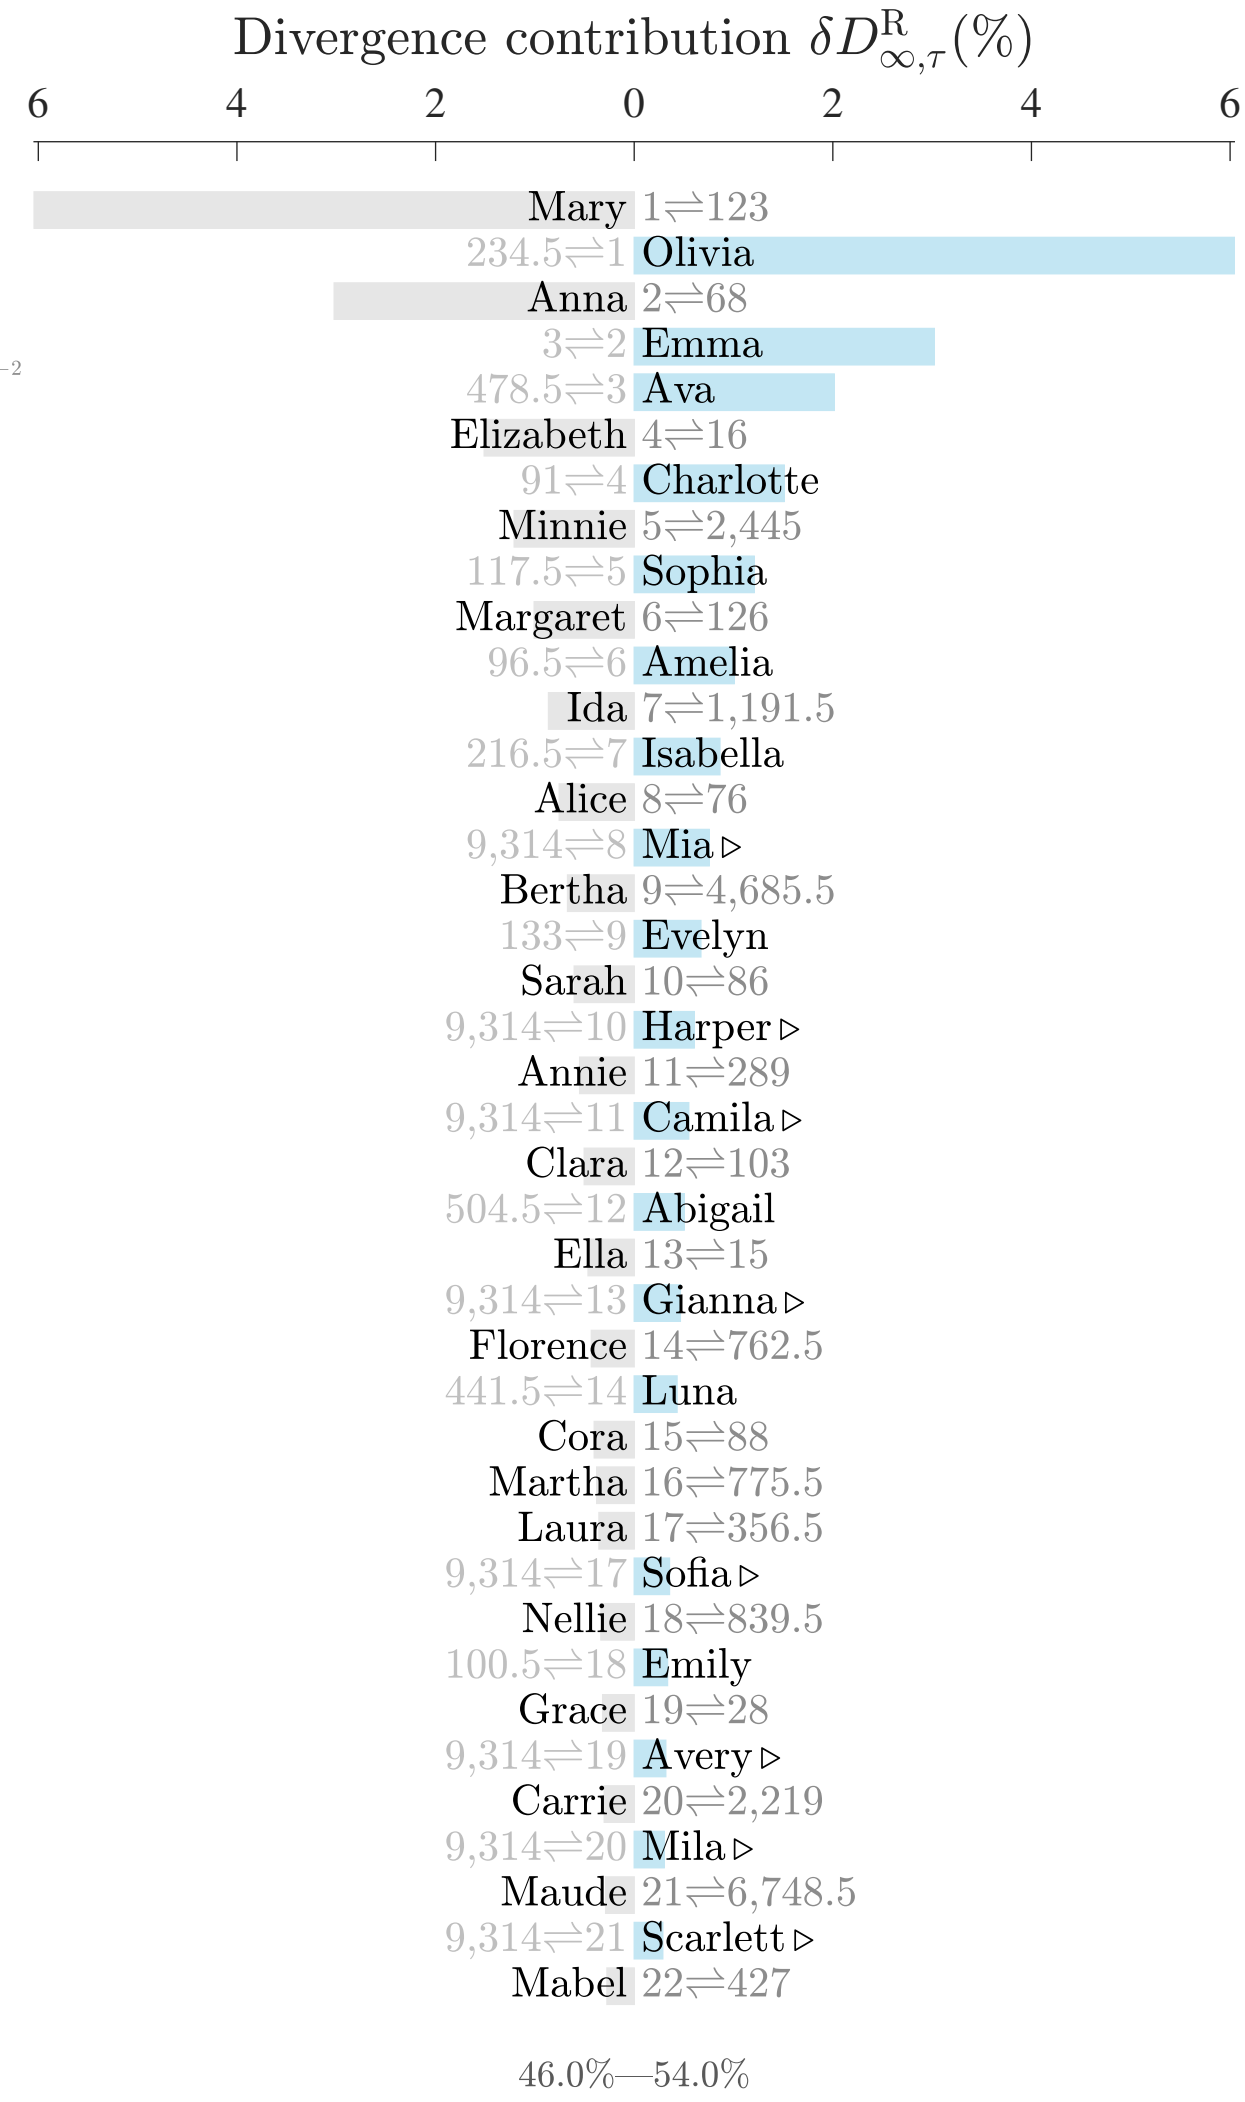 Divergence contribution δD^R_∞,τ(%)
6 4 2 0 2 4 6
Mary 1⇌123
234.5⇌1 Olivia
Anna 2⇌68
3⇌2 Emma
−2
478.5⇌3 Ava
Elizabeth 4⇌16
91⇌4 Charlotte
Minnie 5⇌2,445
117.5⇌5 Sophia
Margaret 6⇌126
96.5⇌6 Amelia
Ida 7⇌1,191.5
216.5⇌7 Isabella
Alice 8⇌76
9,314⇌8 Mia ▷
Bertha 9⇌4,685.5
133⇌9 Evelyn
Sarah 10⇌86
9,314⇌10 Harper ▷
Annie 11⇌289
9,314⇌11 Camila ▷
Clara 12⇌103
504.5⇌12 Abigail
Ella 13⇌15
9,314⇌13 Gianna ▷
Florence 14⇌762.5
441.5⇌14 Luna
Cora 15⇌88
Martha 16⇌775.5
Laura 17⇌356.5
9,314⇌17 Sofia ▷
Nellie 18⇌839.5
100.5⇌18 Emily
Grace 19⇌28
9,314⇌19 Avery ▷
Carrie 20⇌2,219
9,314⇌20 Mila ▷
Maude 21⇌6,748.5
9,314⇌21 Scarlett ▷
Mabel 22⇌427
46.0%—54.0%